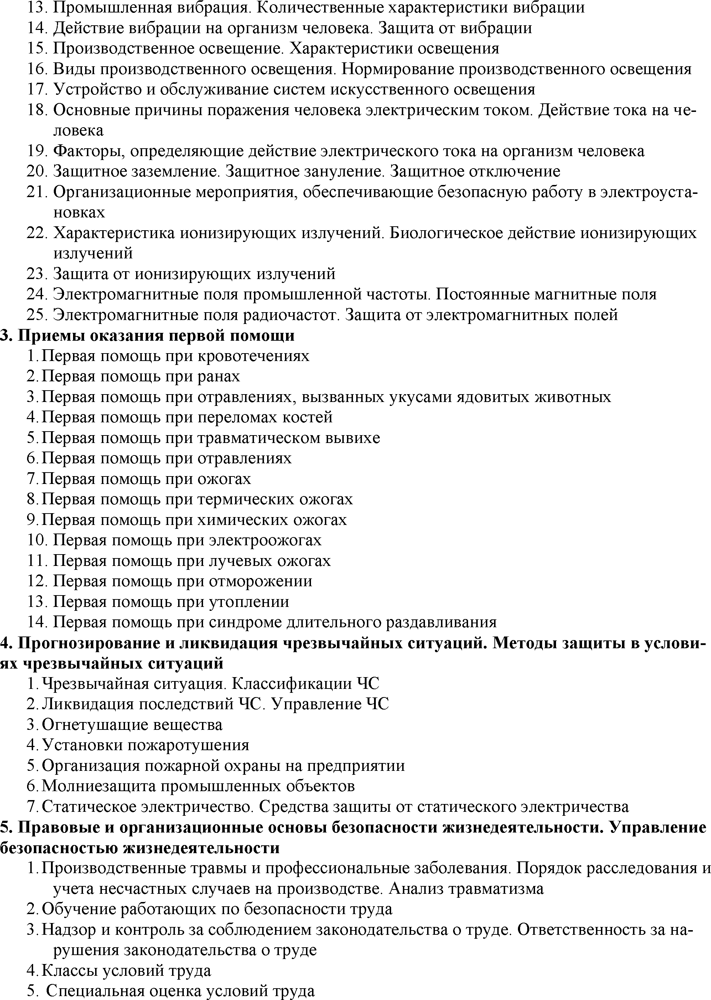 13. Промышленная вибрация. Количественные характеристики вибрации
14. Действие вибрации на организм человека. Защита от вибрации
15. Производственное освещение. Характеристики освещения
16. Виды производственного освещения. Нормирование производственного освещения
17. Устройство и обслуживание систем искусственного освещения
18. Основные причины поражения человека электрическим током. Действие тока на че-
ловека
19. Факторы, определяющие действие электрического тока на организм человека
20. Защитное заземление. Защитное зануление. Защитное отключение
21. Организационные мероприятия, обеспечивающие безопасную работу в электроуста-
новках
22. Характеристика ионизирующих излучений. Биологическое действие ионизирующих
излучений
23. Защита от ионизирующих излучений
24. Электромагнитные поля промышленной частоты. Постоянные магнитные поля
25. Электромагнитные поля радиочастот. Защита от электромагнитных полей
3. Приемы оказания первой помощи
1. Первая помощь при кровотечениях
2. Первая помощь при ранах
3. Первая помощь при отравлениях, вызванных укусами ядовитых животных
4. Первая помощь при переломах костей
5. Первая помощь при травматическом вывихе
6. Первая помощь при отравлениях
7. Первая помощь при ожогах
8. Первая помощь при термических ожогах
9. Первая помощь при химических ожогах
10. Первая помощь при электроожогах
11. Первая помощь при лучевых ожогах
12. Первая помощь при отморожении
13. Первая помощь при утоплении
14. Первая помощь при синдроме длительного раздавливания
4. Прогнозирование и ликвидация чрезвычайных ситуаций. Методы защиты в услови-
ях чрезвычайных ситуаций
1. Чрезвычайная ситуация. Классификации ЧС
2. Ликвидация последствий ЧС. Управление ЧС
3. Огнетушащие вещества
4. Установки пожаротушения
5. Организация пожарной охраны на предприятии
6. Молниезащита промышленных объектов
7. Статическое электричество. Средства защиты от статического электричества
5. Правовые и организационные основы безопасности жизнедеятельности. Управление
безопасностью жизнедеятельности
1. Производственные травмы и профессиональные заболевания. Порядок расследования и
учета несчастных случаев на производстве. Анализ травматизма
2. Обучение работающих по безопасности труда
3. Надзор и контроль за соблюдением законодательства о труде. Ответственность за на-
рушения законодательства о труде
4. Классы условий труда
5. Специальная оценка условий труда